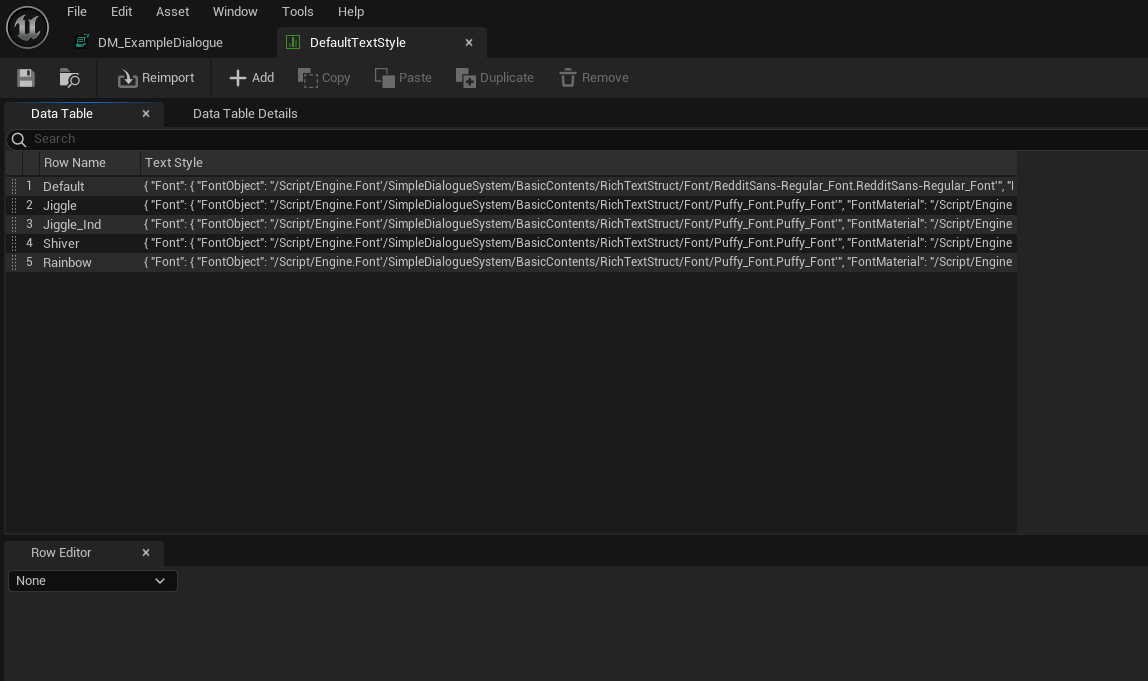 File Edit Asset Window Tools Help
DM_ExampleDialogue DefaultTextStyle
Reimport Add Copy Paste Duplicate Remove
Data Table Data Table Details
Search
Row Name Text Style
1 Default { "Font": { "FontObject": "/Script/Engine.Font'/SimpleDialogueSystem/BasicContents/RichTextStruct/Font/RedditSans-Regular_Font.RedditSans-Regular_Font'",
2 Jiggle { "Font": { "FontObject": "/Script/Engine.Font'/SimpleDialogueSystem/BasicContents/RichTextStruct/Font/Puffy_Font.Puffy_Font'", "FontMaterial": "/Script/Engine
3 Jiggle_Ind { "Font": { "FontObject": "/Script/Engine.Font'/SimpleDialogueSystem/BasicContents/RichTextStruct/Font/Puffy_Font.Puffy_Font'", "FontMaterial": "/Script/Engine
4 Shiver { "Font": { "FontObject": "/Script/Engine.Font'/SimpleDialogueSystem/BasicContents/RichTextStruct/Font/Puffy_Font.Puffy_Font'", "FontMaterial": "/Script/Engine
5 Rainbow { "Font": { "FontObject": "/Script/Engine.Font'/SimpleDialogueSystem/BasicContents/RichTextStruct/Font/Puffy_Font.Puffy_Font'", "FontMaterial": "/Script/Engine
Row Editor
None